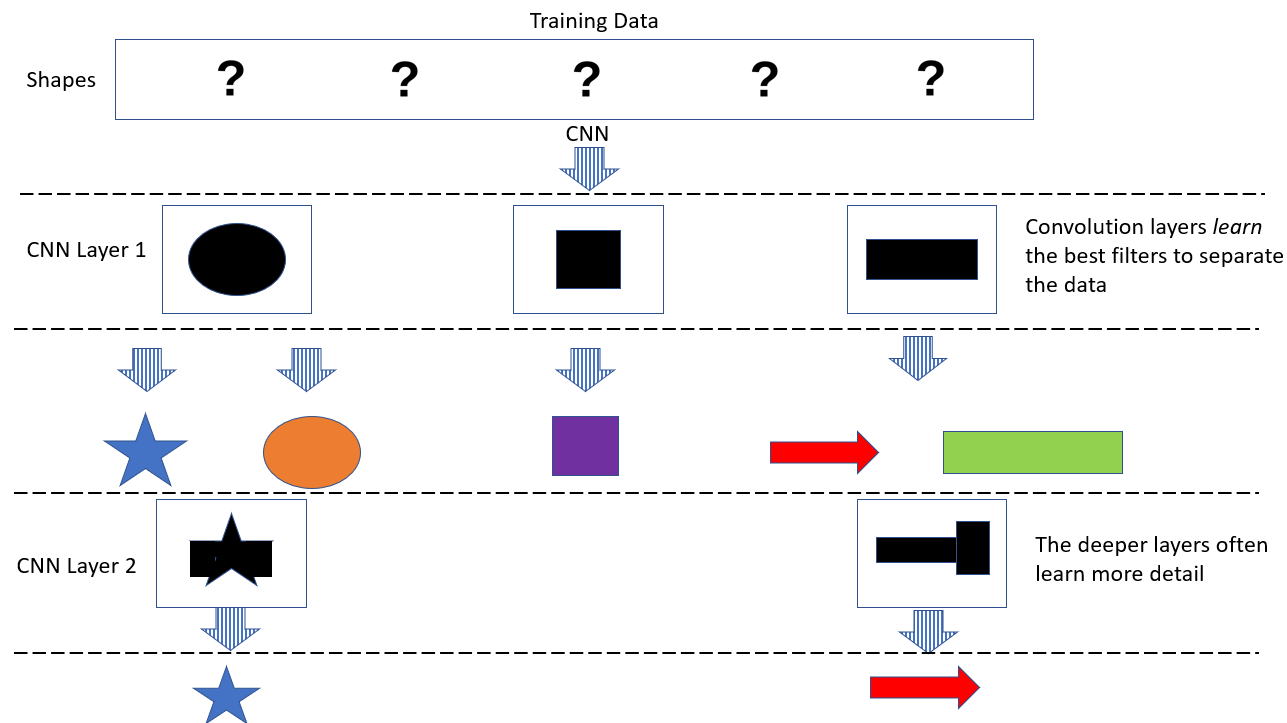 Training Data
Shapes
? ? ? ? ?
CNN
CNN Layer 1
Convolution layers learn
the best filters to separate
the data
CNN Layer 2
The deeper layers often
learn more detail